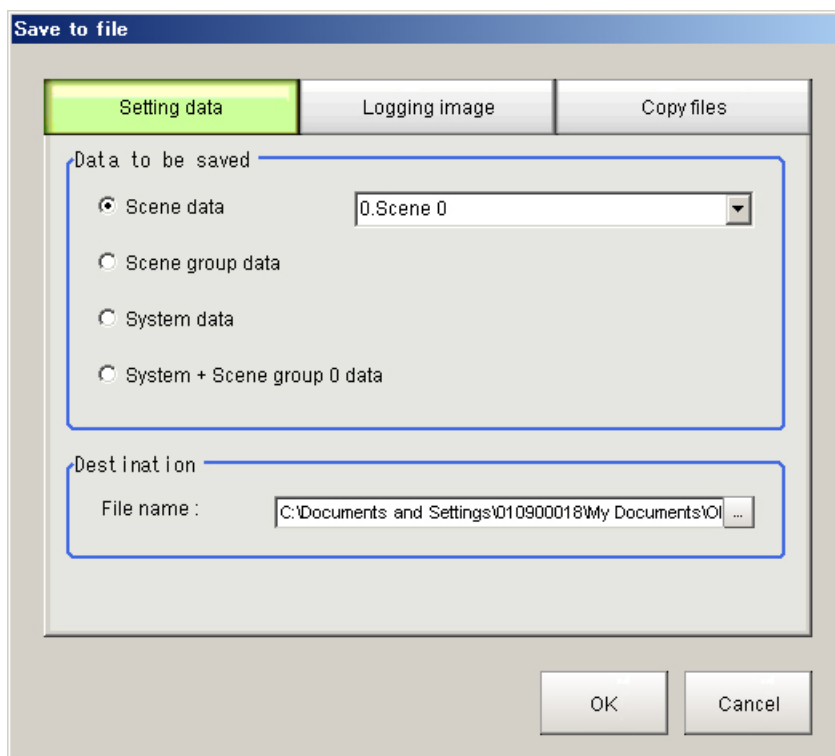 Save to file
Setting data Logging image Copy files
Data to be saved
Scene data 0.Scene 0
Scene group data
System data
System + Scene group 0 data
Destination
File name : C:\Documents and Settings\010900018\My Documents\Ol ...
OK Cancel